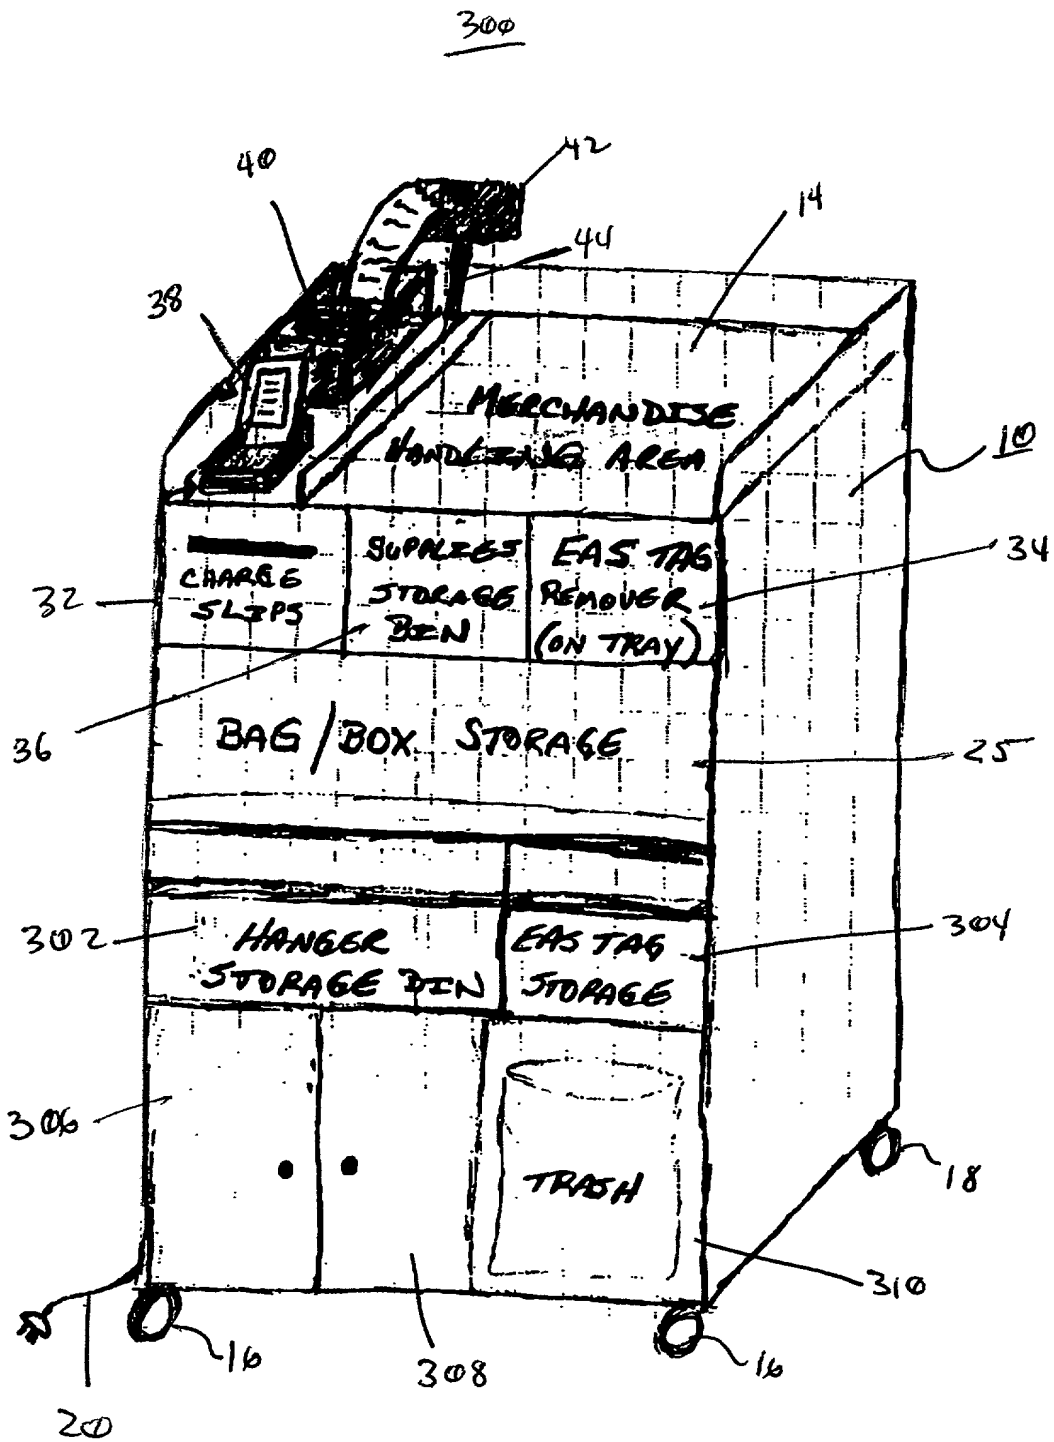 300
42
40
14
44
38
MERCHANDISE
HANDLING AREA
10
CHARGE
SLIPS
SUPPLIES
STORAGE
BIN
EAS TAG
REMOVER
(ON TRAY)
34
32
36
BAG/BOX STORAGE
25
302
HANGER
STORAGE BIN
EAS TAG
STORAGE
304
306
TRASH
18
310
16
308
16
20